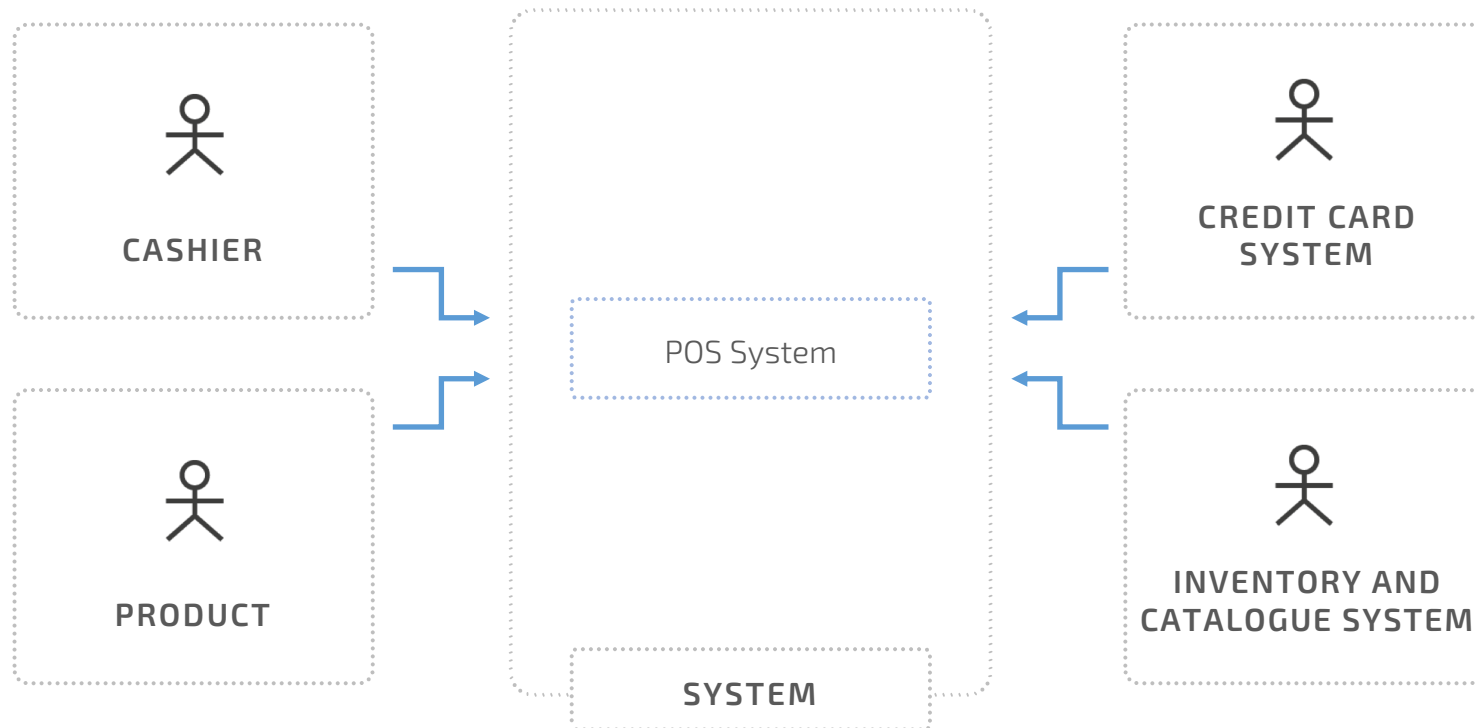 CASHIER
PRODUCT
POS System
SYSTEM
CREDIT CARD
SYSTEM
INVENTORY AND
CATALOGUE SYSTEM